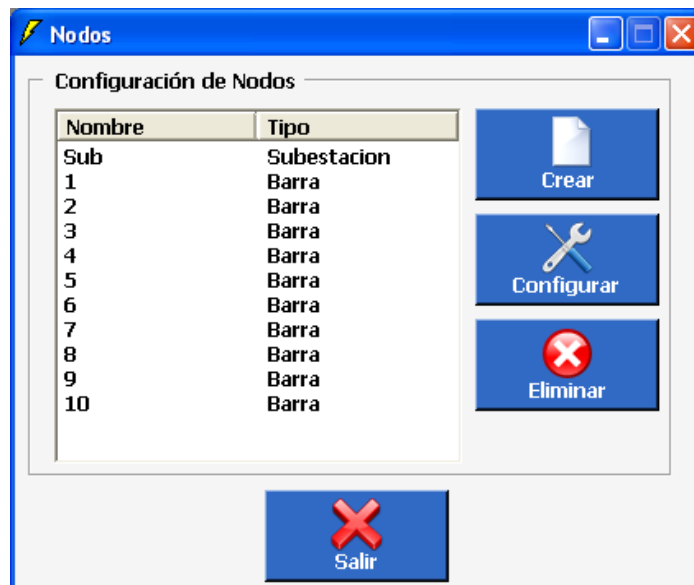 Nodos
Configuración de Nodos
Nombre Tipo
Sub Subestacion
1 Barra
2 Barra
3 Barra
4 Barra
5 Barra
6 Barra
7 Barra
8 Barra
9 Barra
10 Barra
Crear
Configurar
Eliminar
Salir